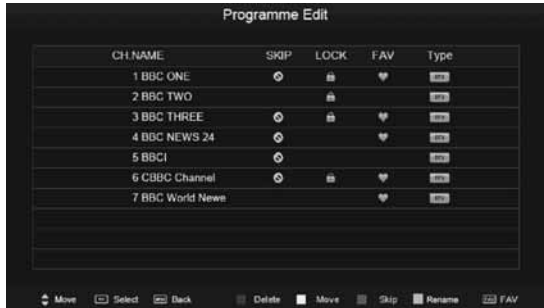 Programme Edit
CH.NAME SKIP LOCK FAV Type
1 BBC ONE
2 BBC TWO
3 BBC THREE
4 BBC NEWS 24
5 BBCI
6 CBBC Channel
7 BBC World Newe
Move Select Back Delete Move Skip Rename FAV